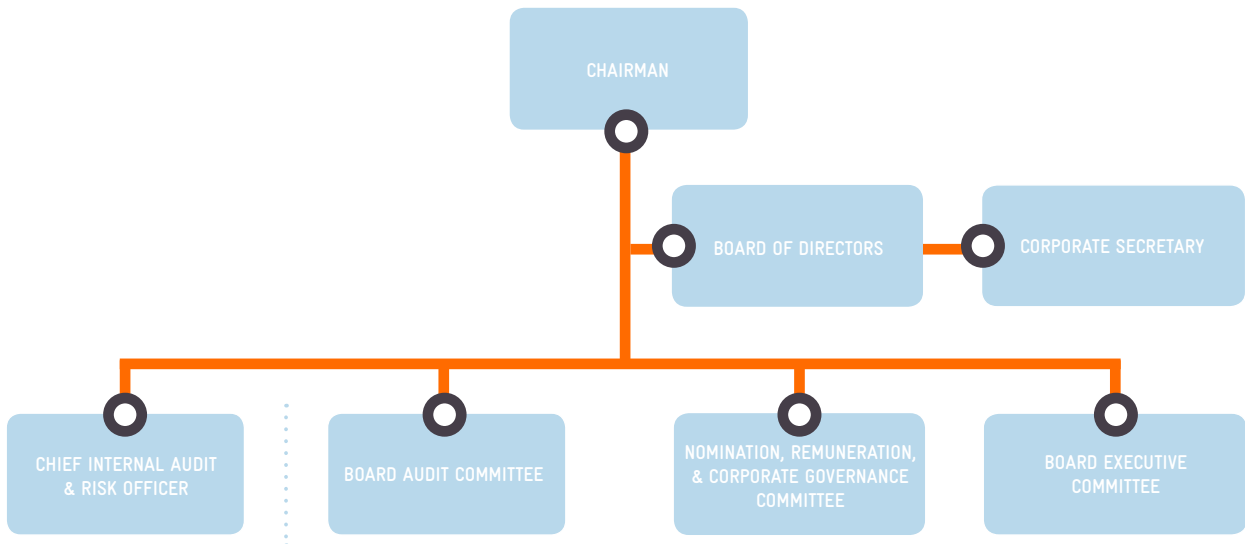 CHAIRMAN
BOARD OF DIRECTORS
CORPORATE SECRETARY
CHIEF INTERNAL AUDIT
& RISK OFFICER
BOARD AUDIT COMMITTEE
NOMINATION, REMUNERATION,
& CORPORATE GOVERNANCE
COMMITTEE
BOARD EXECUTIVE
COMMITTEE